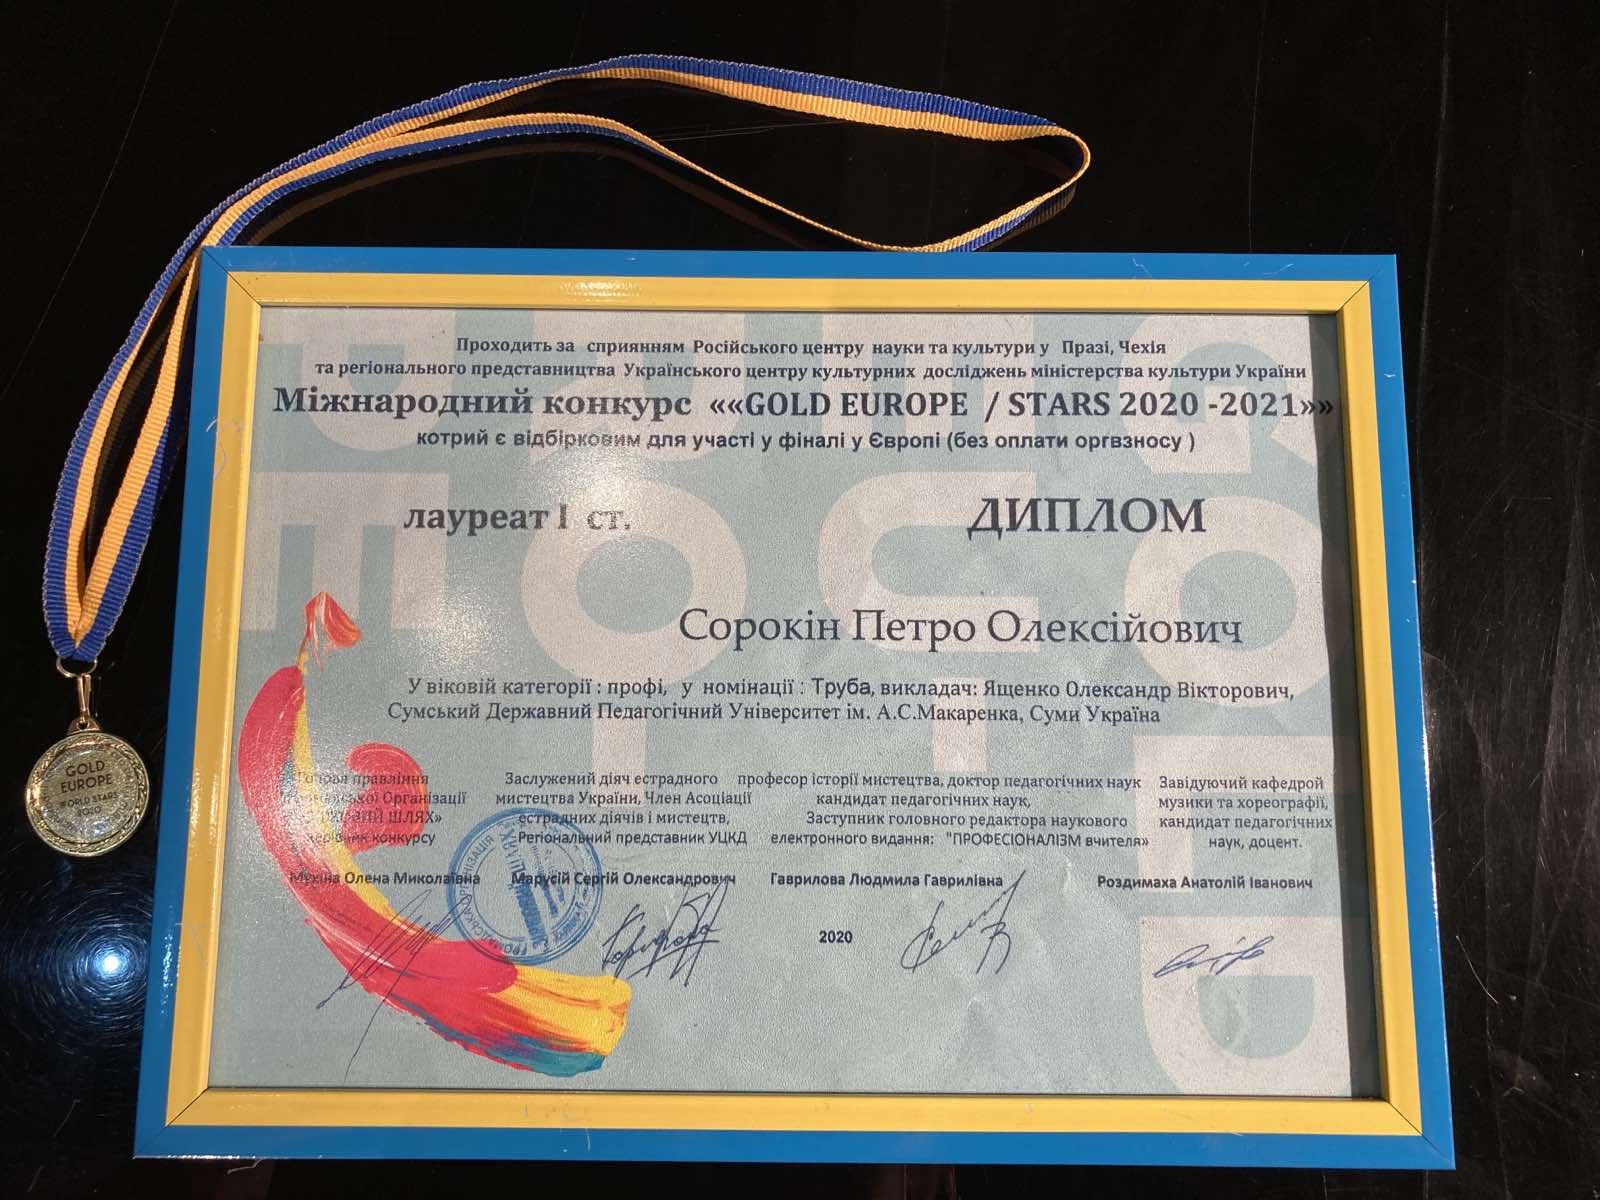 Проходить за сприянням Російського центру науки та культури у Празі, Чехія
та регіонального представництва Українського центру культурних досліджень міністерства культури України
Міжнародний конкурс ««GOLD EUROPE / STARS 2020 -2021»»
котрий є відбірковим для участі у фіналі у Європі (без оплати оргвзносу )
лауреат І ст.
ДИПЛОМ
Сорокін Петро Олексійович
У віковій категорії : профі, у номінації : Труба, викладач: Ященко Олександр Вікторович,
Сумський Державний Педагогічний Університет ім. А.С.Макаренка, Суми Україна
Голова правління
Організації
ШЛЯХ»
конкурсу
Мухіна Олена Миколаївна
Заслужений діяч естрадного
мистецтва України, Член Асоціації
естрадних діячів і мистецтв,
Регіональний представник УЦКД
Марусій Сергій Олександрович
професор історії мистецтва, доктор педагогічних наук
кандидат педагогічних наук,
Заступник головного редактора наукового
електронного видання: "ПРОФЕСІОНАЛІЗМ вчителя»
Гаврилова Людмила Гаврилівна
Завідуючий кафедрой
музики та хореографії,
кандидат педагогічних
наук, доцент.
Роздимаха Анатолій Іванович
2020
GOLD
EUROPE
WORLD STARS
2020